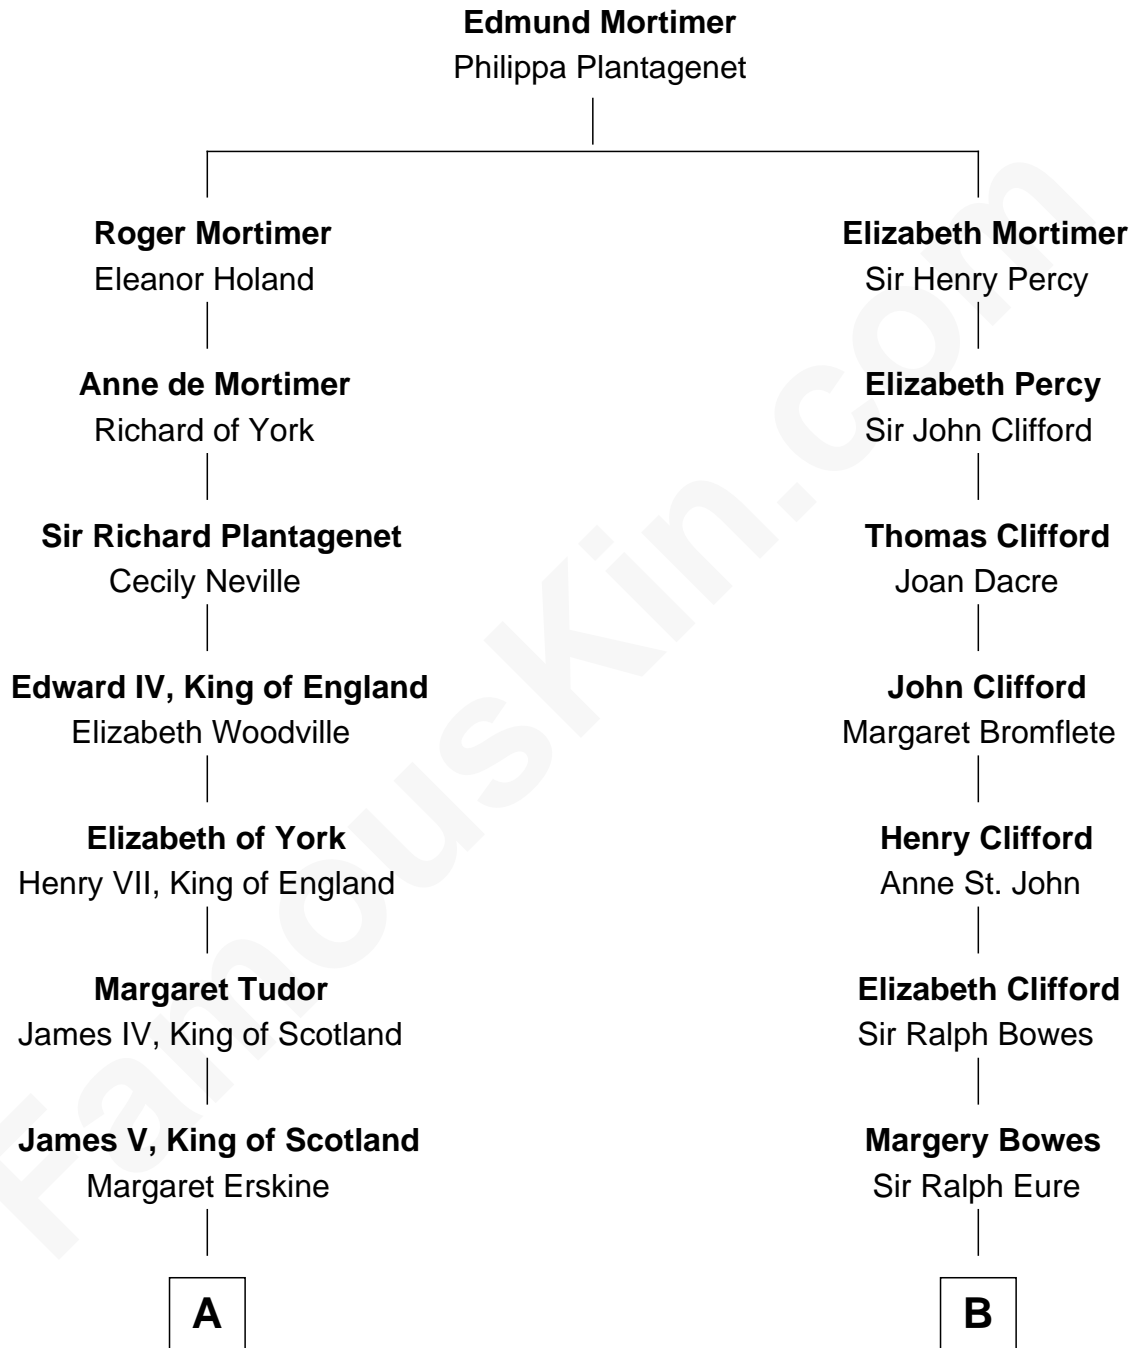 Edmund Mortimer
Philippa Plantagenet
Roger Mortimer
Eleanor Holand
Anne de Mortimer
Richard of York
Sir Richard Plantagenet
Cecily Neville
Edward IV, King of England
Elizabeth Woodville
Elizabeth of York
Henry VII, King of England
Margaret Tudor
James IV, King of Scotland
James V, King of Scotland
Margaret Erskine
A
Elizabeth Mortimer
Sir Henry Percy
Elizabeth Percy
Sir John Clifford
Thomas Clifford
Joan Dacre
John Clifford
Margaret Bromflete
Henry Clifford
Anne St. John
Elizabeth Clifford
Sir Ralph Bowes
Margery Bowes
Sir Ralph Eure
B
FamousKin.com